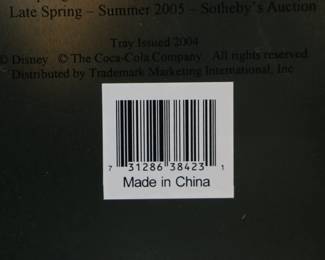 Late Spring – Summer 2005 – Sotheby's Auction
Tray Issued 2004
© Disney © The Coca-Cola Company. All rights reserved.
Distributed by Trademark Marketing International, Inc
7 31286 38423 1
Made in China